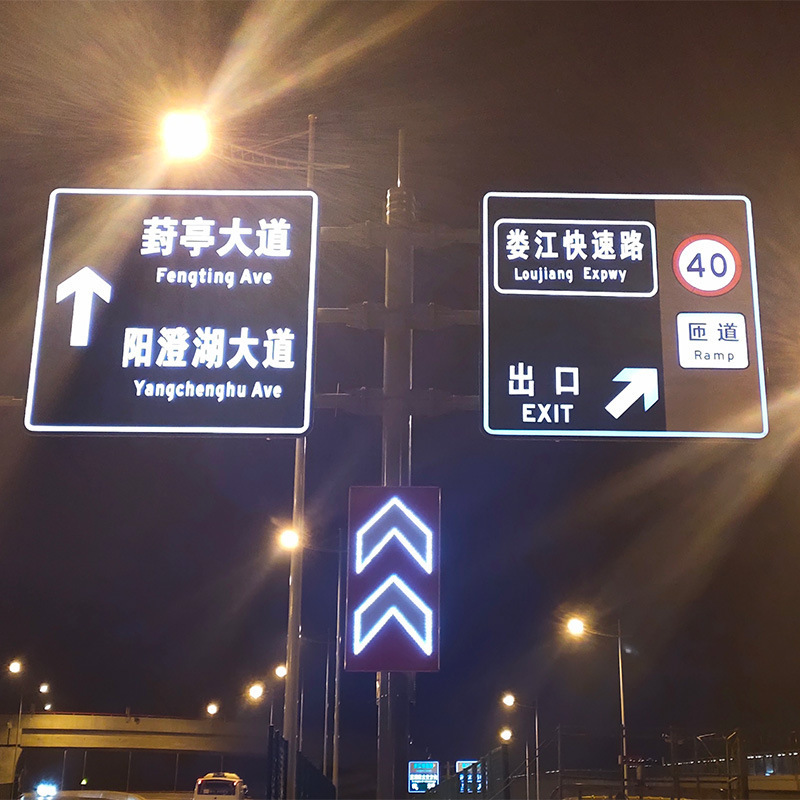 葑亭大道
Fengting Ave
阳澄湖大道
Yangchenghu Ave
娄江快速路
Loujiang Expwy
出口
EXIT
40
匝道
Ramp